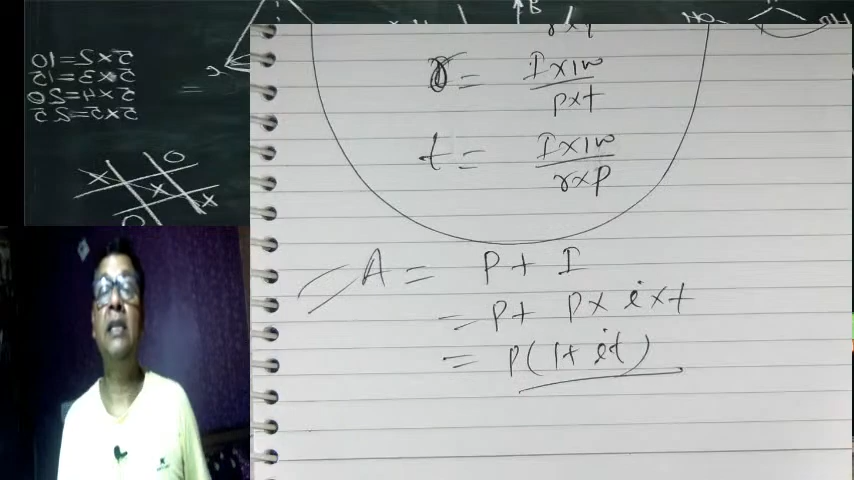 5×2=10
5×3=15
5×4=20
5×5=25
=
O
X X X
O
B
r×t
r = I×100
p×t
t = I×100
r×p
A = P + I
= P + P× i ×t
= P(1+it)